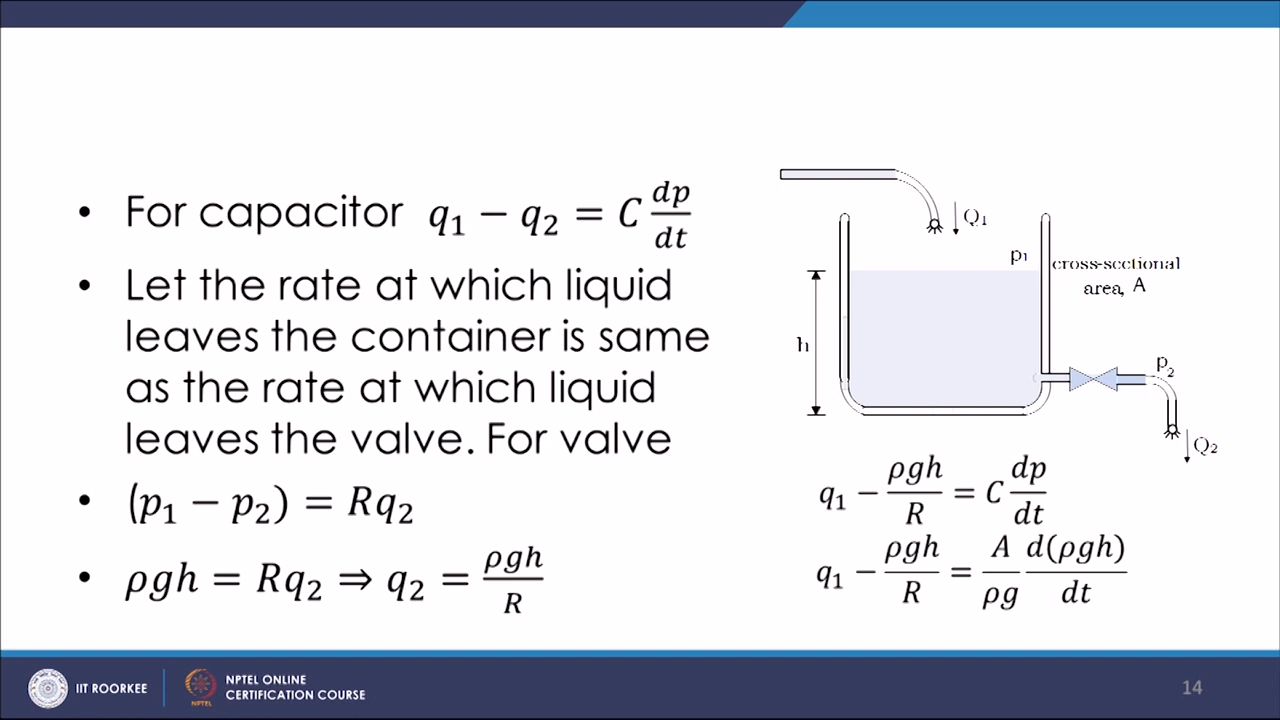 • For capacitor q₁ − q₂ = C dp/dt
• Let the rate at which liquid
leaves the container is same
as the rate at which liquid
leaves the valve. For valve
• (p₁ − p₂) = Rq₂
• ρgh = Rq₂ ⇒ q₂ = ρgh/R
Q₁
p₁
cross-sectional
area, A
h
p₂
Q₂
q₁ − ρgh/R = C dp/dt
q₁ − ρgh/R = A/ρg d(ρgh)/dt
IIT ROORKEE
NPTEL
NPTEL ONLINE
CERTIFICATION COURSE
14